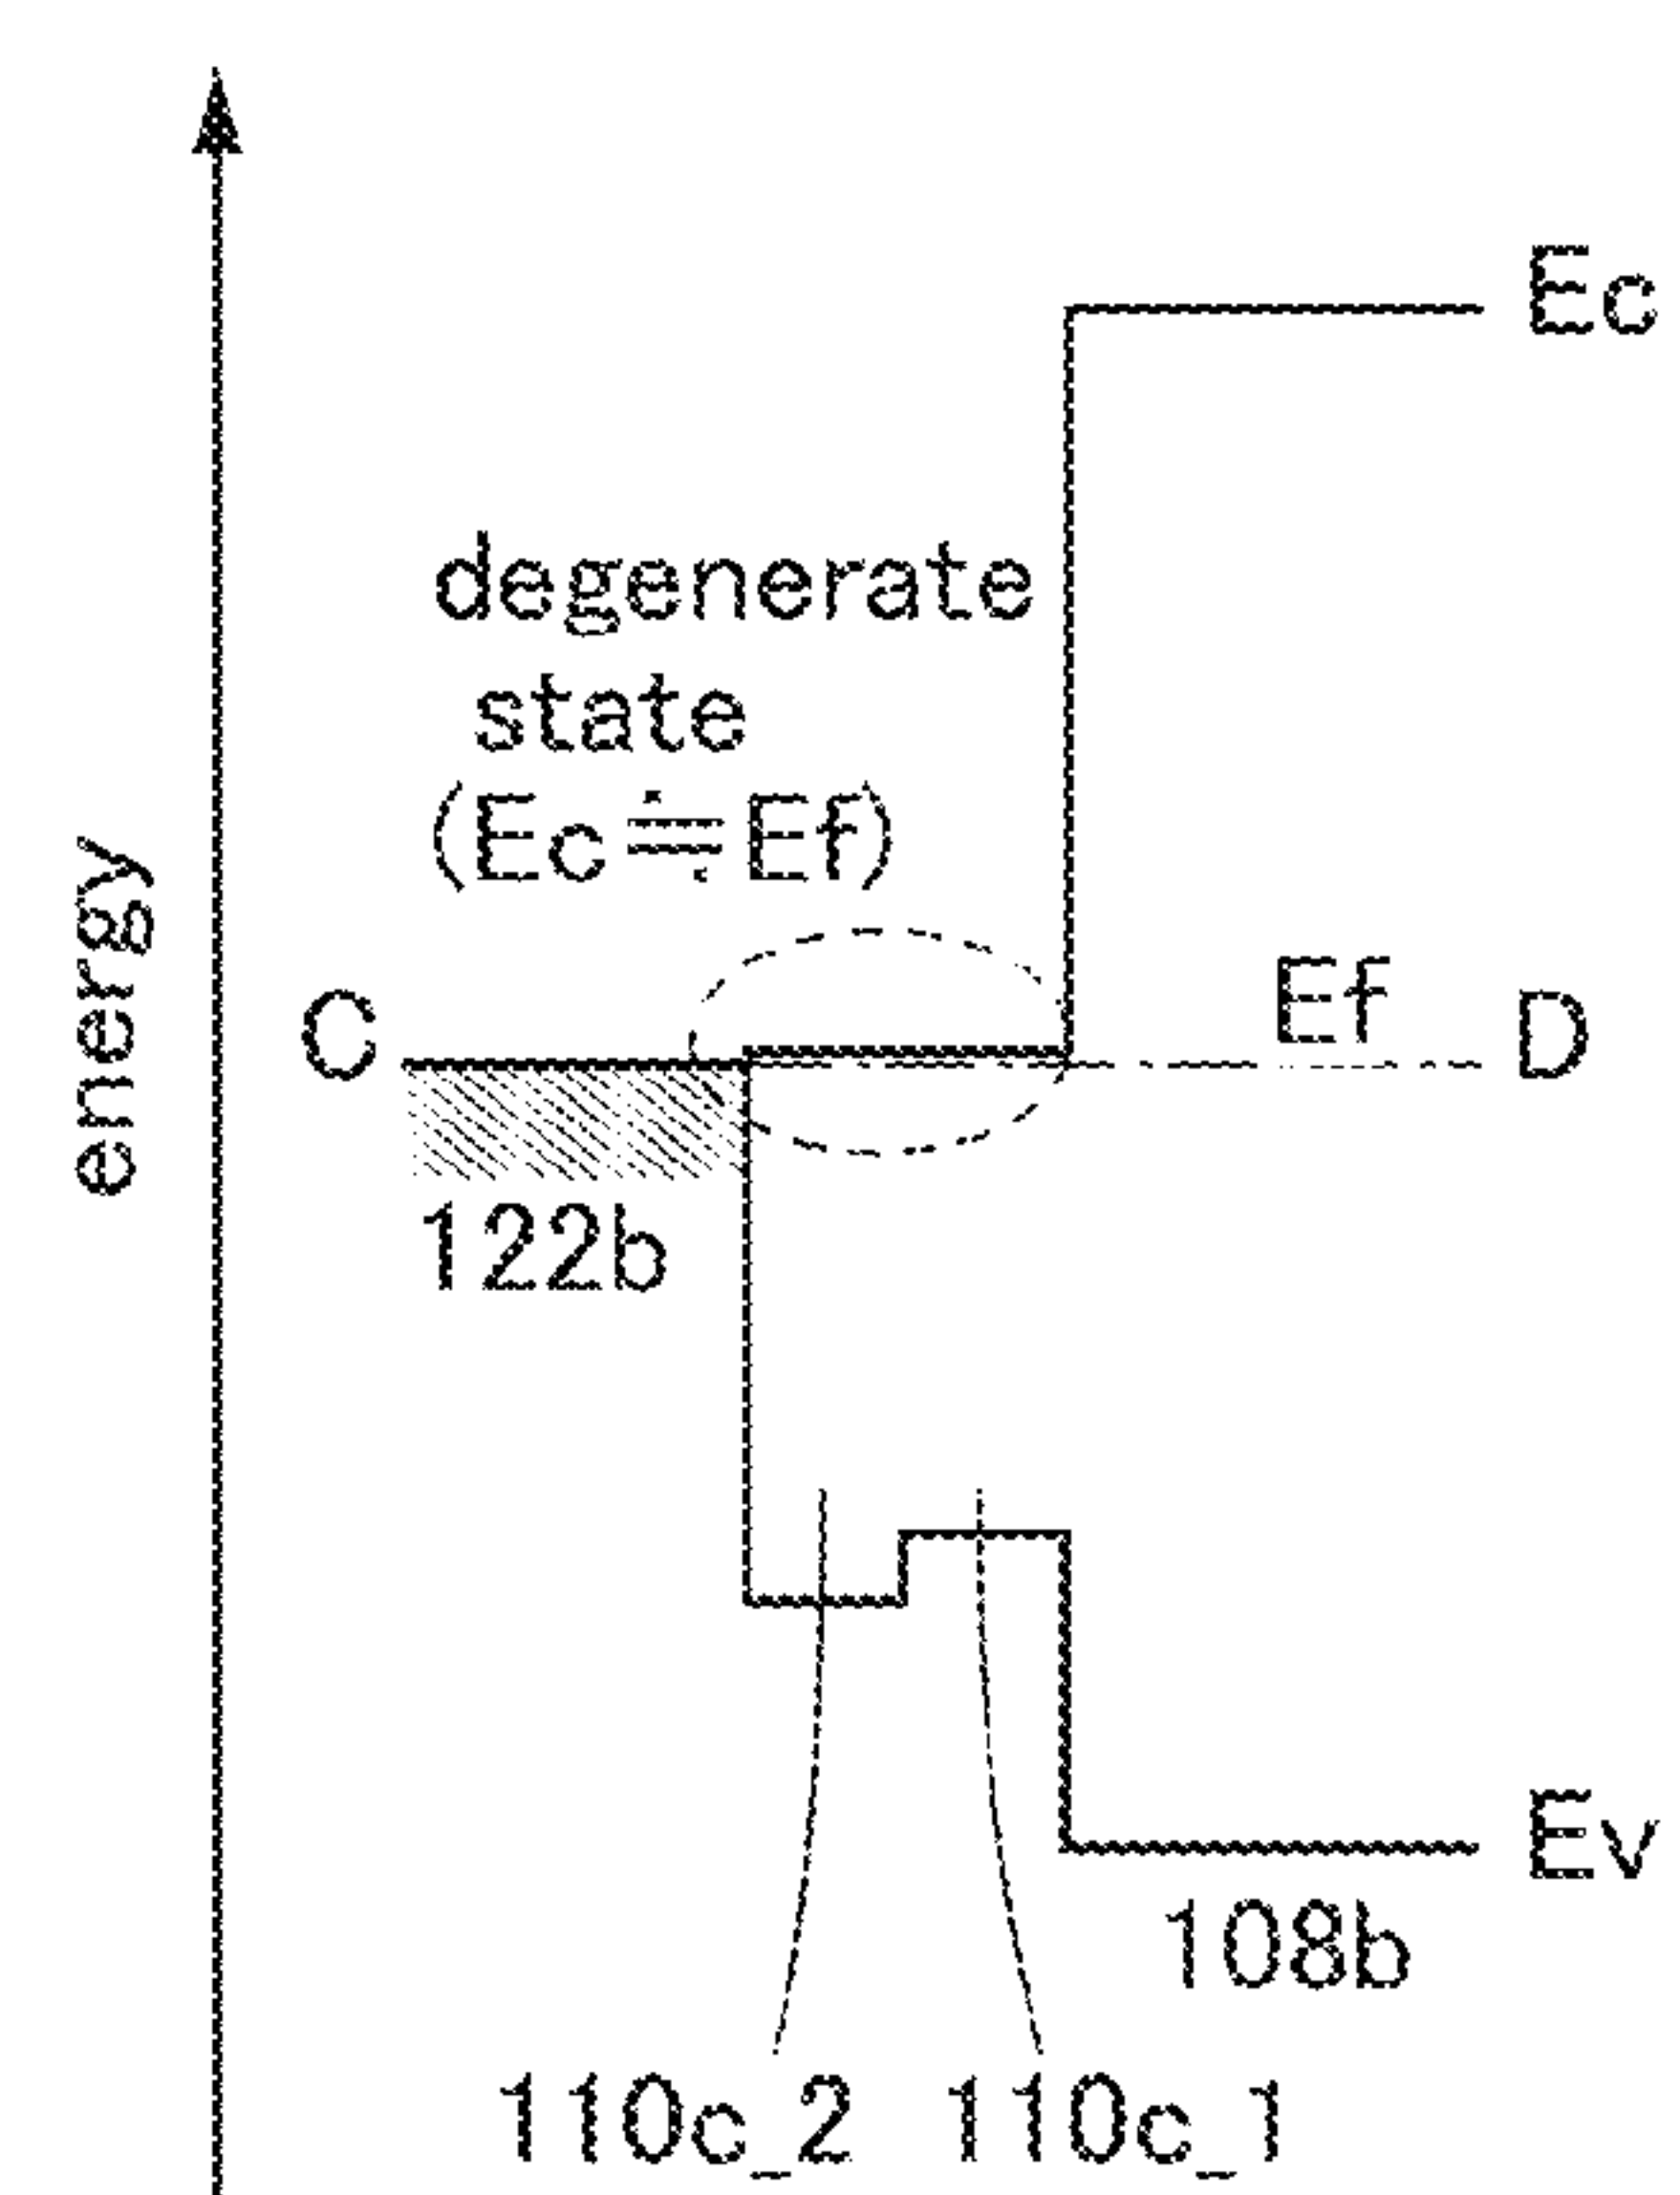 Ec
degenerate
state
(Ec≒Ef)
energy
C
Ef
D
122b
Ev
108b
110c_2
110c_1